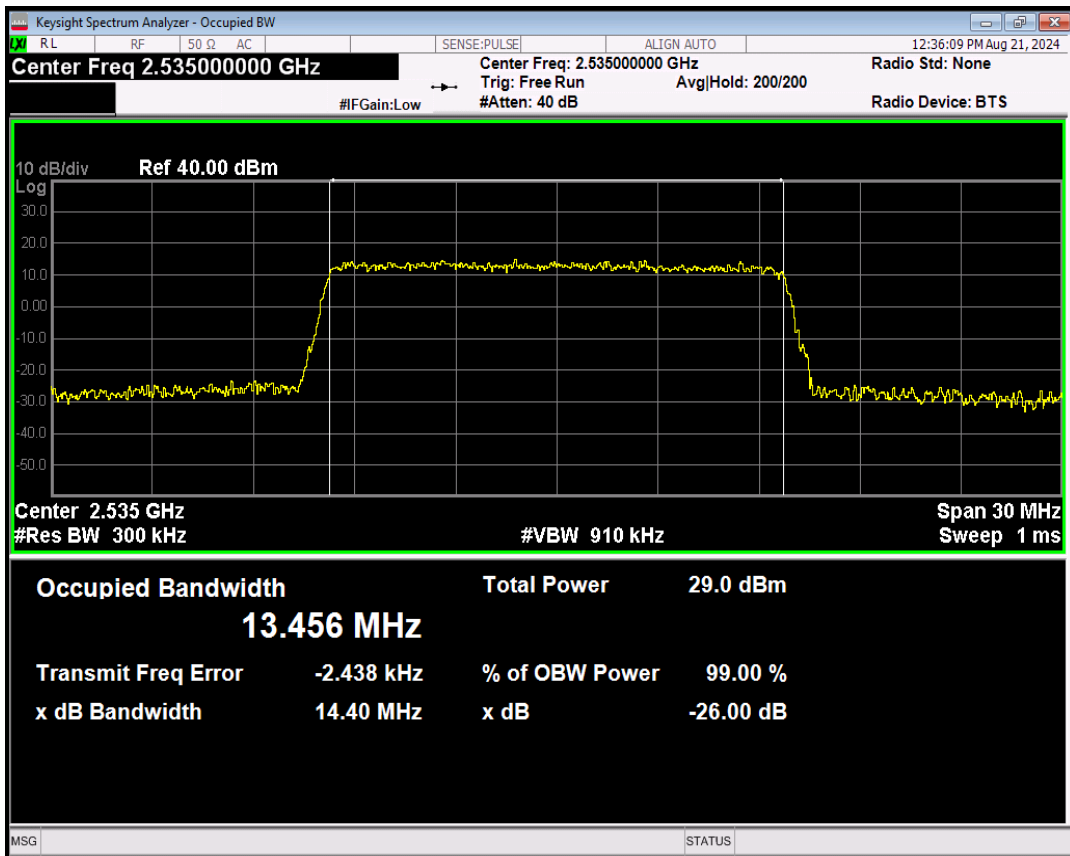 Keysight Spectrum Analyzer - Occupied BW
LXI RL RF 50 Ω AC SENSE:PULSE ALIGN AUTO 12:36:09 PM Aug 21, 2024
Center Freq 2.535000000 GHz Center Freq: 2.535000000 GHz Radio Std: None
Trig: Free Run Avg|Hold: 200/200
#IFGain:Low #Atten: 40 dB Radio Device: BTS
10 dB/div Ref 40.00 dBm
Log
30.0
20.0
10.0
0.00
-10.0
-20.0
-30.0
-40.0
-50.0
Center 2.535 GHz Span 30 MHz
#Res BW 300 kHz #VBW 910 kHz Sweep 1 ms
Occupied Bandwidth Total Power 29.0 dBm
13.456 MHz
Transmit Freq Error -2.438 kHz % of OBW Power 99.00 %
x dB Bandwidth 14.40 MHz x dB -26.00 dB
MSG STATUS